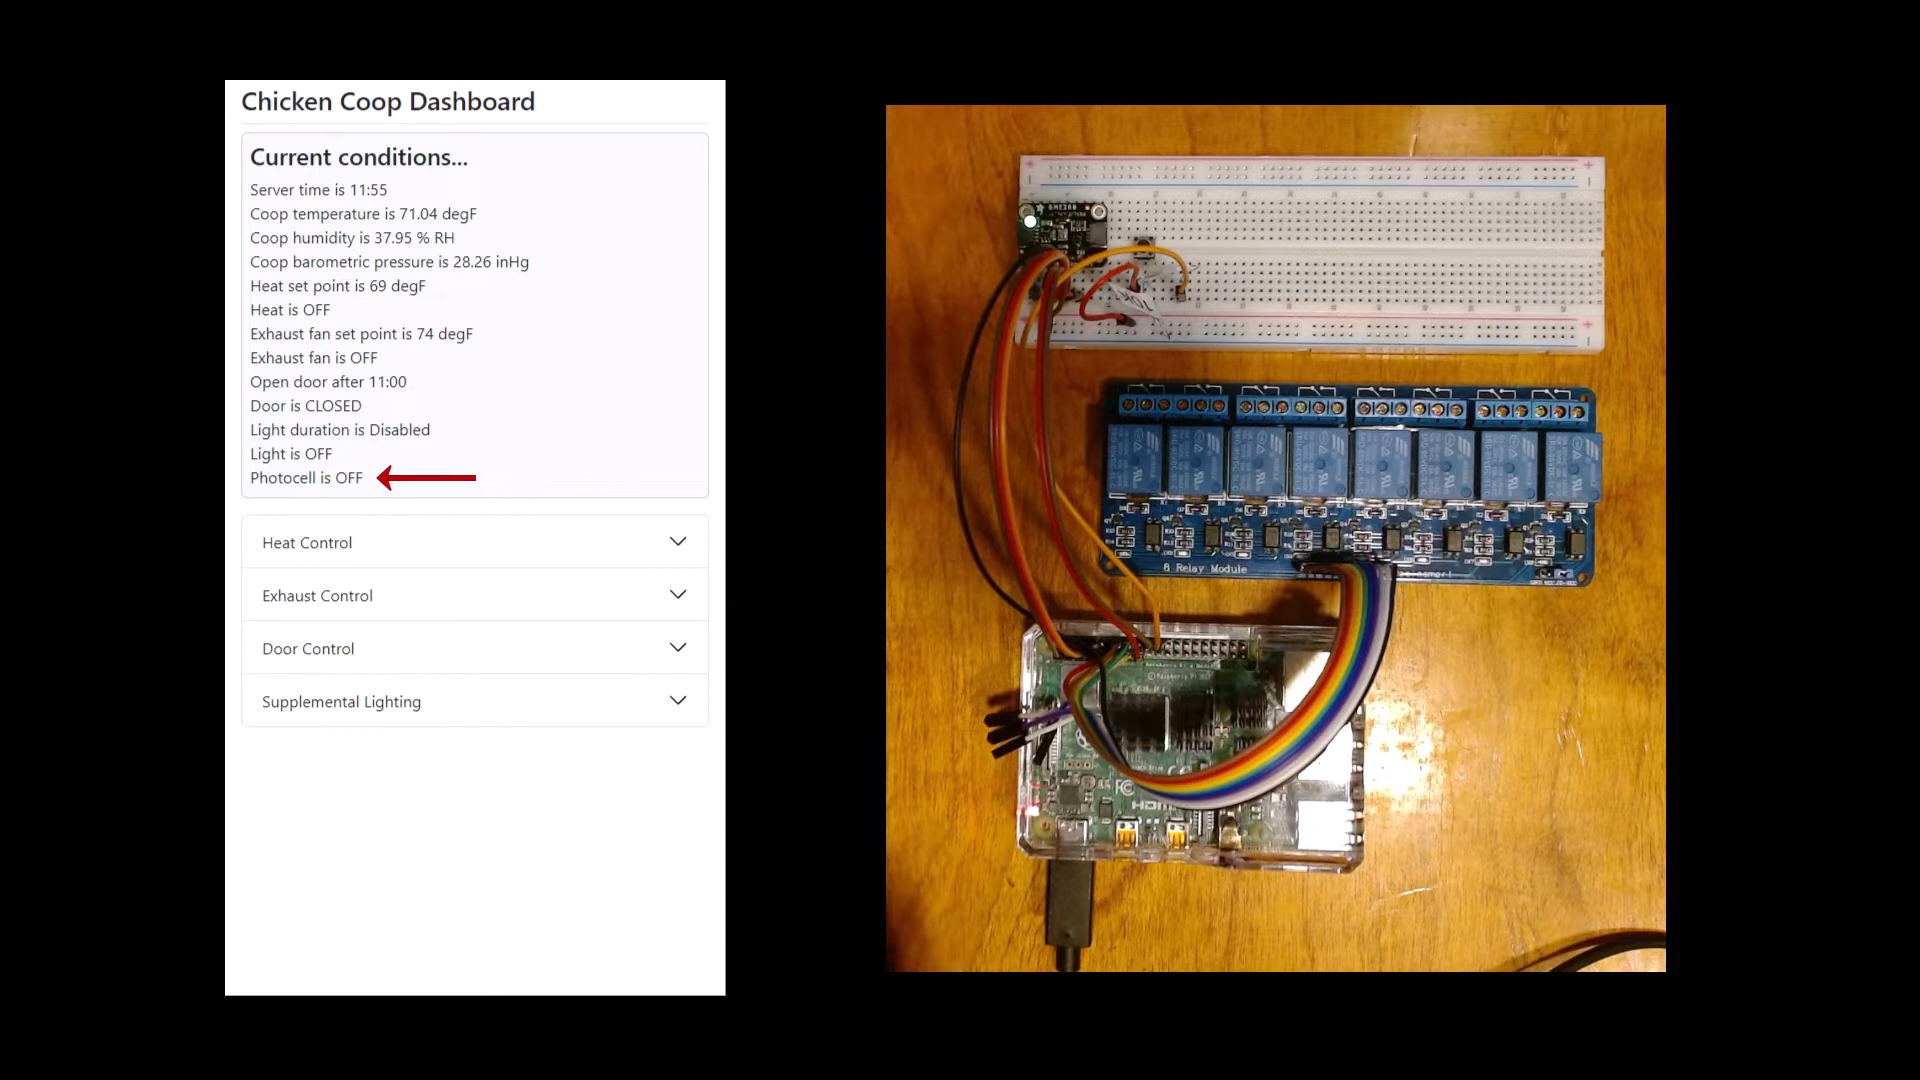 Chicken Coop Dashboard
Current conditions...
Server time is 11:55
Coop temperature is 71.04 degF
Coop humidity is 37.95 % RH
Coop barometric pressure is 28.26 inHg
Heat set point is 69 degF
Heat is OFF
Exhaust fan set point is 74 degF
Exhaust fan is OFF
Open door after 11:00
Door is CLOSED
Light duration is Disabled
Light is OFF
Photocell is OFF
Heat Control
Exhaust Control
Door Control
Supplemental Lighting
8 Relay Module